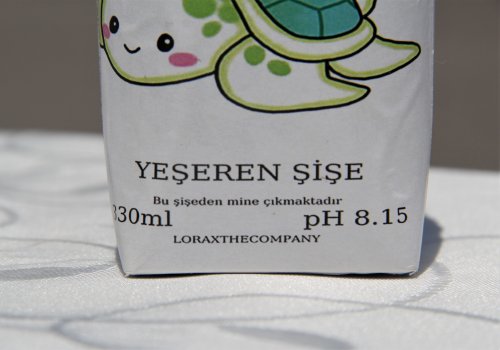 YEŞEREN ŞİŞE
Bu şişeden mine çıkmaktadır
330ml pH 8.15
LORAXTHECOMPANY